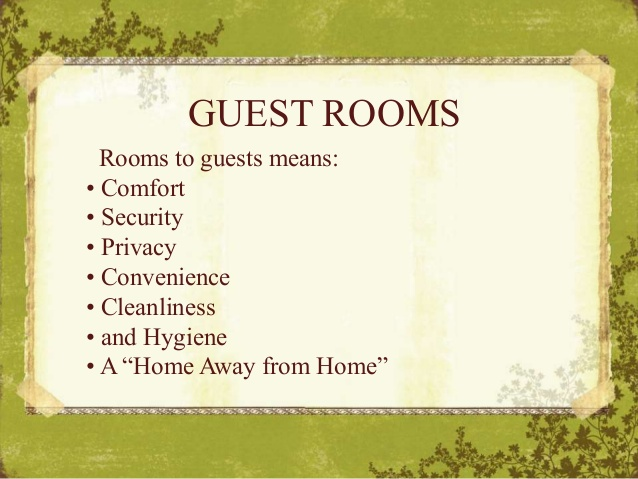 GUEST ROOMS
Rooms to guests means:
• Comfort
• Security
• Privacy
• Convenience
• Cleanliness
• and Hygiene
• A “Home Away from Home”